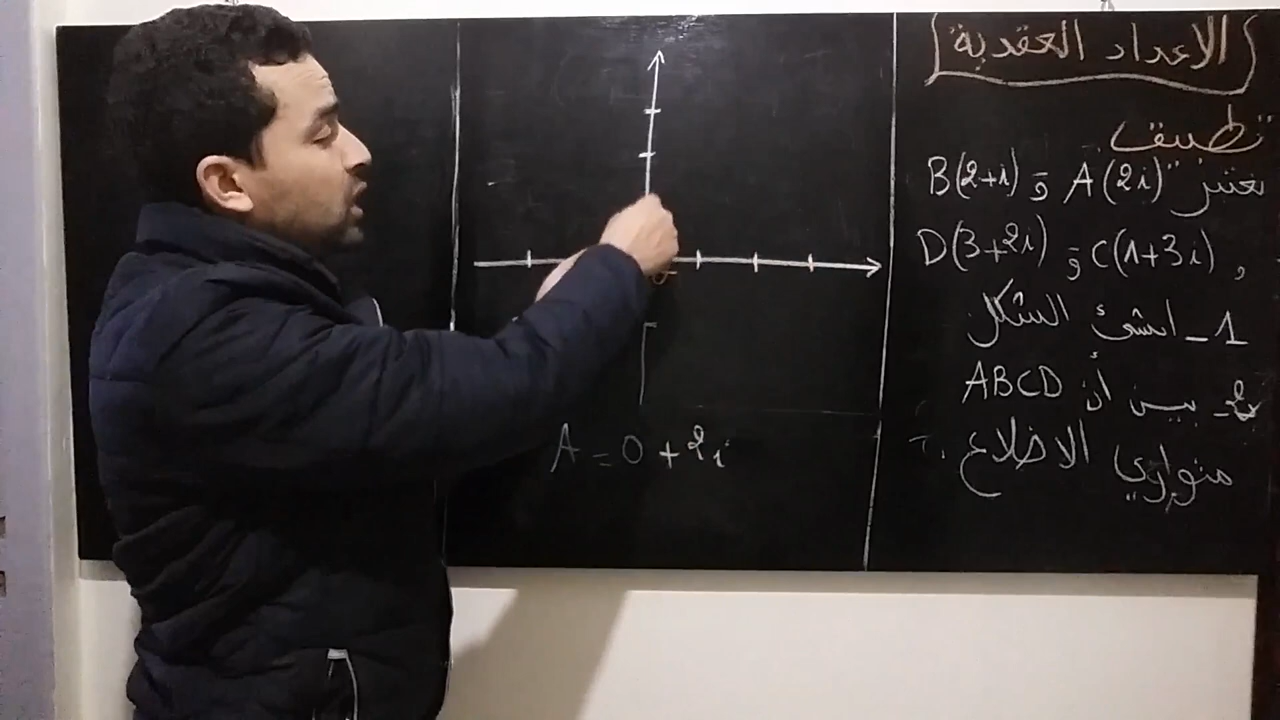 الاعداد العقدية
تطبيق
نعتبر A(2i) و B(2+i)
, C(1+3i) و D(3+2i)
1_ انشئ الشكل
2_ بين أن ABCD
متوازي الاضلاع .
A = 0 + 2i